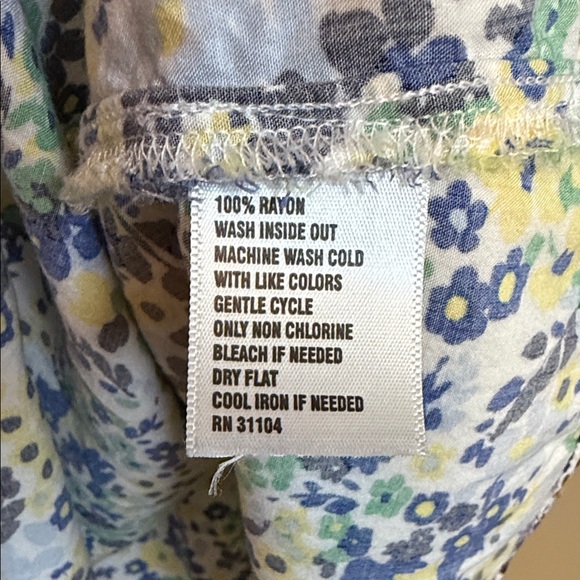 100% RAYON
WASH INSIDE OUT
MACHINE WASH COLD
WITH LIKE COLORS
GENTLE CYCLE
ONLY NON CHLORINE
BLEACH IF NEEDED
DRY FLAT
COOL IRON IF NEEDED
RN 31104